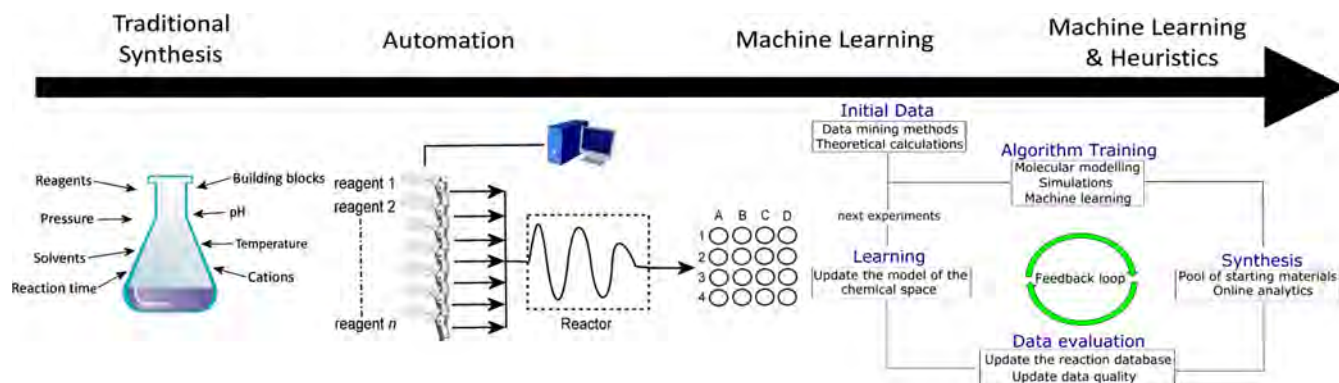 Traditional
Synthesis
Automation
Machine Learning
Machine Learning
& Heuristics
Reagents
Building blocks
Pressure
pH
Solvents
Temperature
Reaction time
Cations
reagent 1
reagent 2
reagent n
Reactor
A B C D
1
2
3
4
Initial Data
Data mining methods
Theoretical calculations
Algorithm Training
Molecular modelling
Simulations
Machine learning
next experiments
Learning
Update the model of the
chemical space
Feedback loop
Synthesis
Pool of starting materials
Online analytics
Data evaluation
Update the reaction database
Update data quality